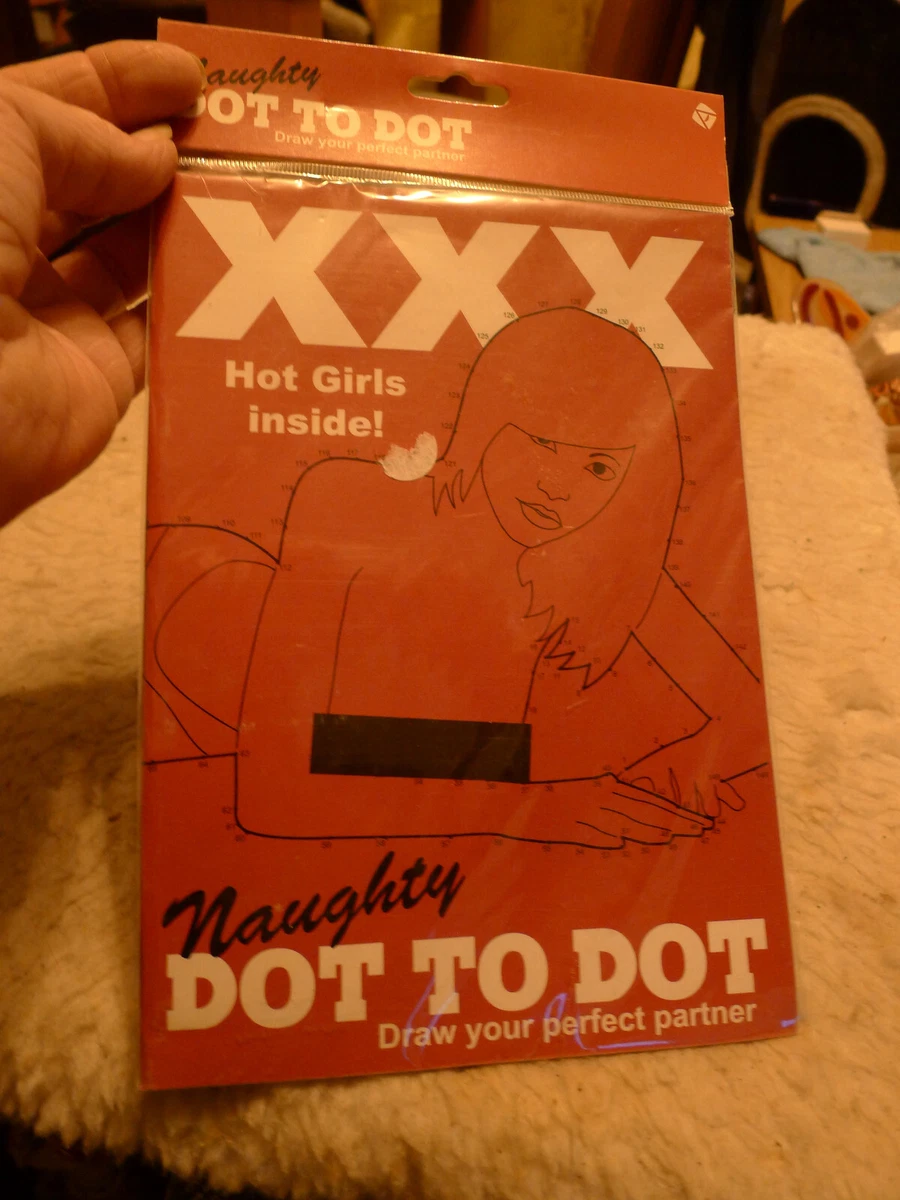 Naughty
DOT TO DOT
Draw your perfect partner
XXX
Hot Girls
inside!
Naughty
DOT TO DOT
Draw your perfect partner